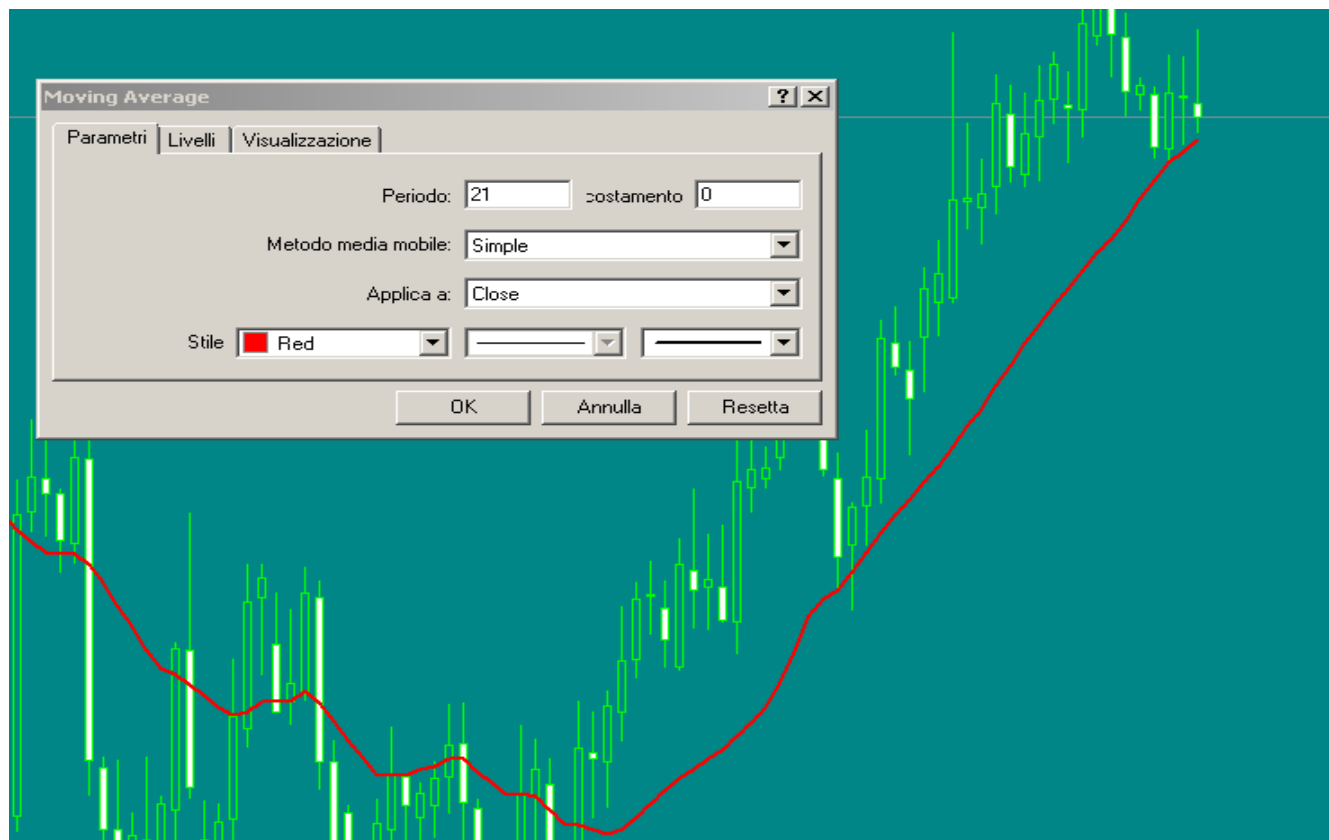 Moving Average
Parametri Livelli Visualizzazione
Periodo: 21 costamento 0
Metodo media mobile: Simple
Applica a: Close
Stile Red
OK Annulla Resetta